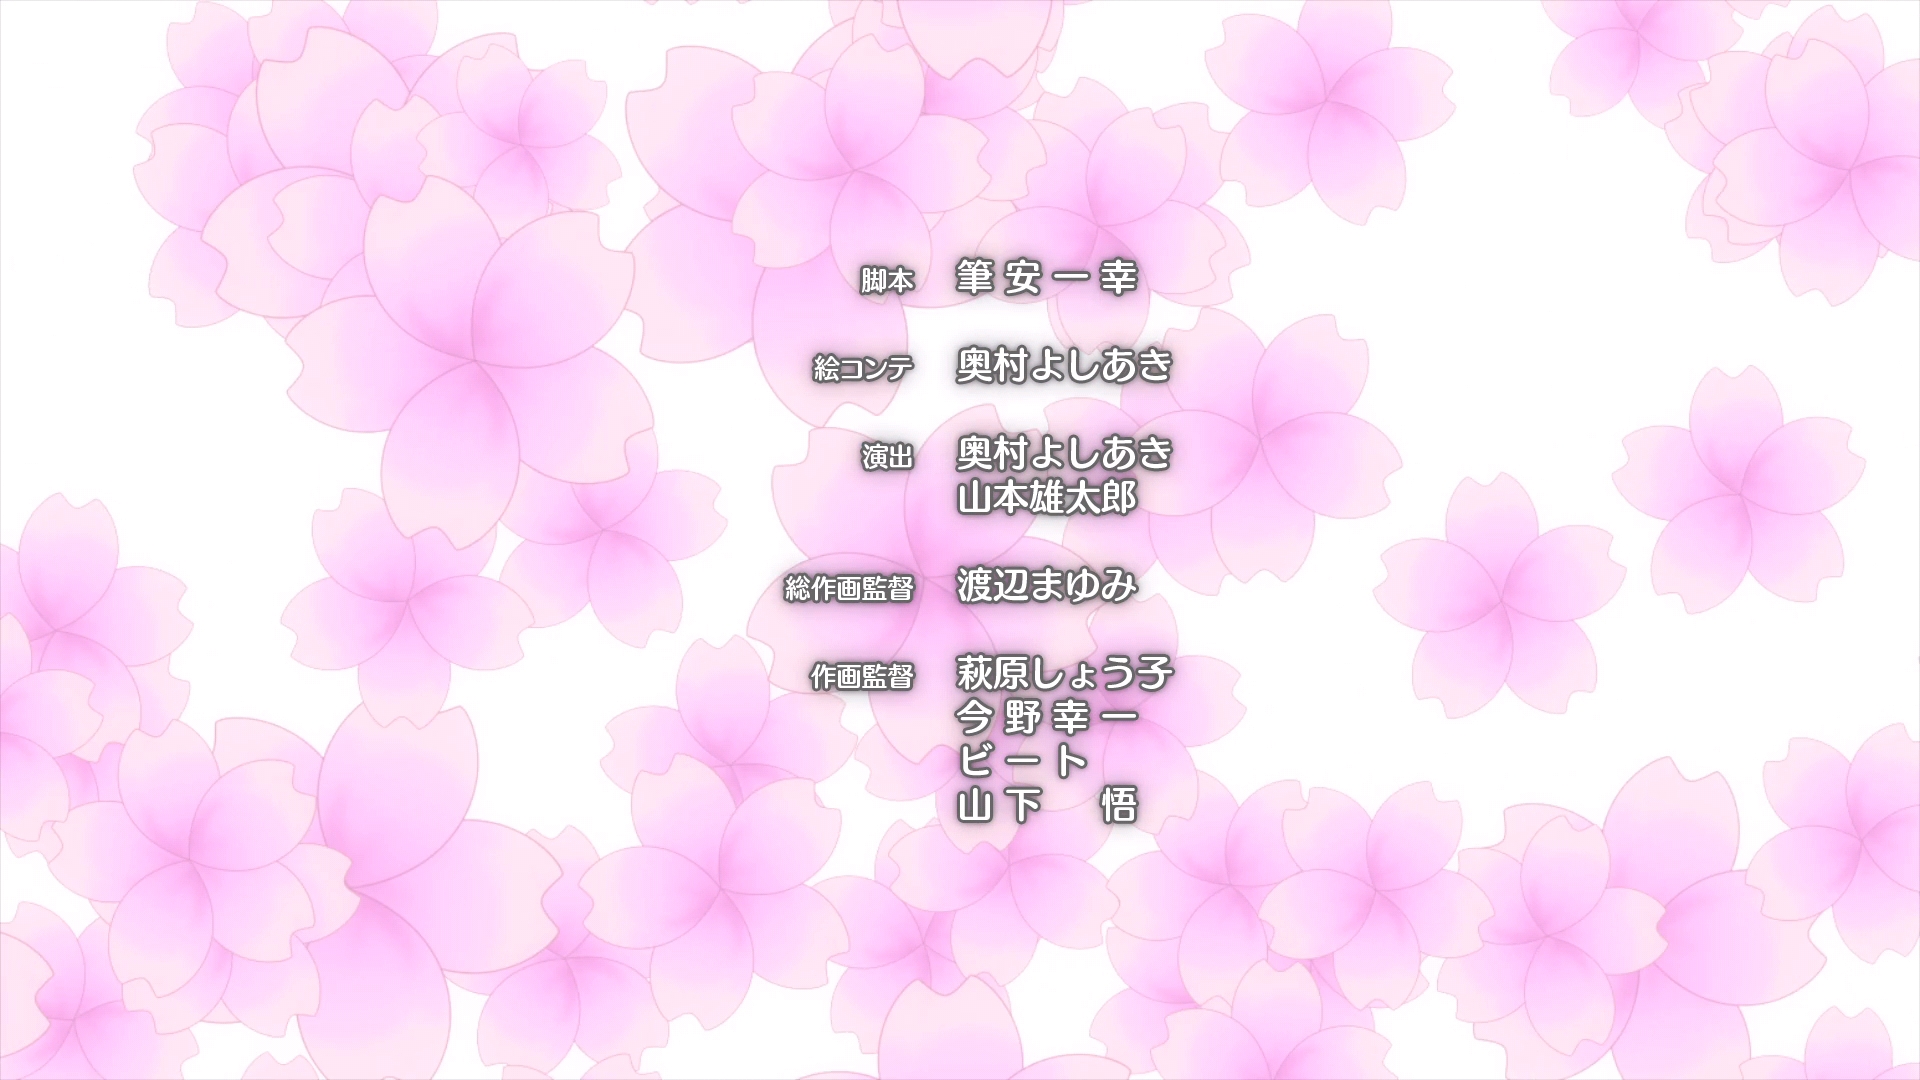 脚本 筆安一幸
絵コンテ 奥村よしあき
演出 奥村よしあき
山本雄太郎
総作画監督 渡辺まゆみ
作画監督 萩原しょう子
今野幸一
ビート
山下 悟